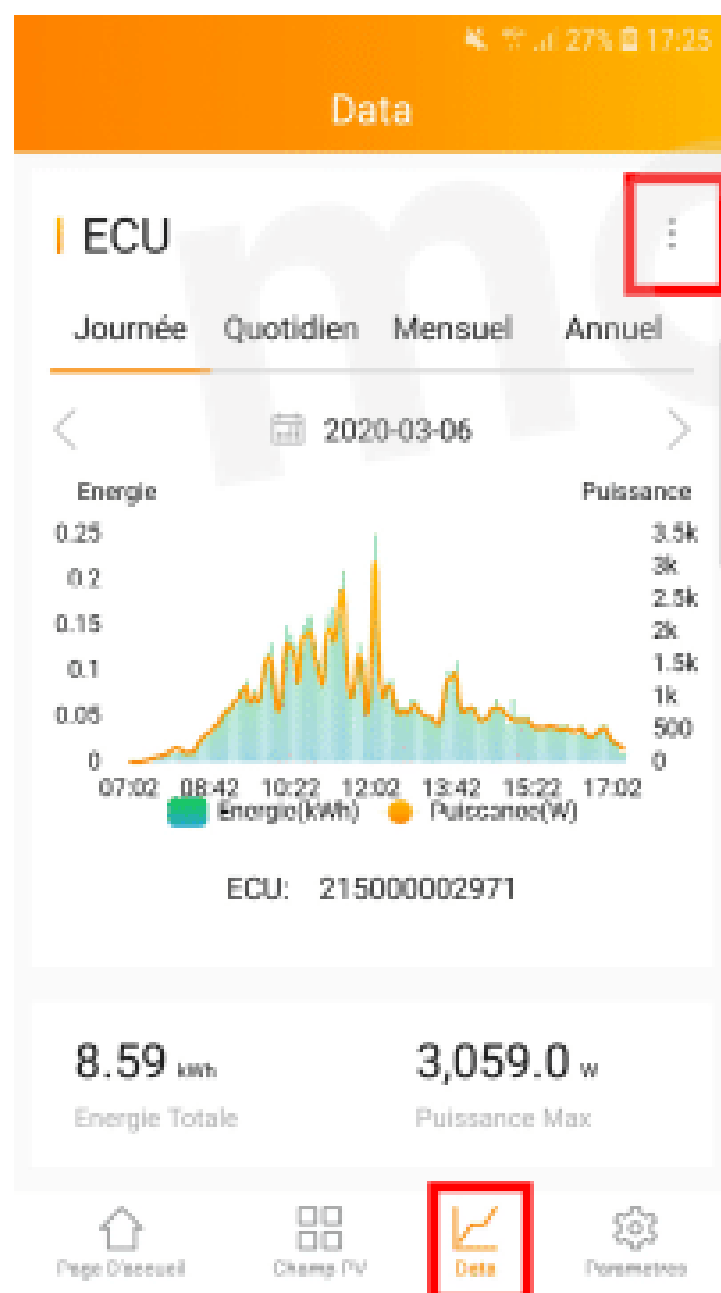 27% 17:25
Data
ECU
Journée Quotidien Mensuel Annuel
2020-03-06
Energie Puissance
0.25 3.5k
0.2 3k
0.15 2.5k
0.1 2k
0.05 1.5k
0 1k
500
0
07:02 08:42 10:22 12:02 13:42 15:22 17:02
Energie(kWh) Puissance(W)
ECU: 215000002971
8.59 kWh 3,059.0 W
Energie Totale Puissance Max
Page D'accueil Champ PV Data Parametres